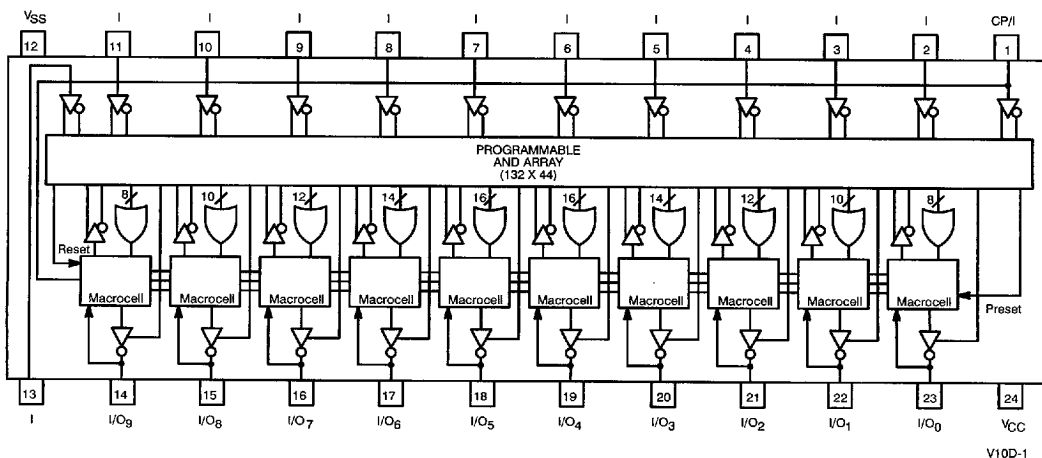 VSS I I I I I I I I I I CP/I
12 11 10 9 8 7 6 5 4 3 2 1
PROGRAMMABLE
AND ARRAY
(132 X 44)
8 10 12 14 16 16 14 12 10 8
Reset
Macrocell Macrocell Macrocell Macrocell Macrocell Macrocell Macrocell Macrocell Macrocell Macrocell
Preset
13 14 15 16 17 18 19 20 21 22 23 24
I I/O9 I/O8 I/O7 I/O6 I/O5 I/O4 I/O3 I/O2 I/O1 I/O0 VCC
V10D-1